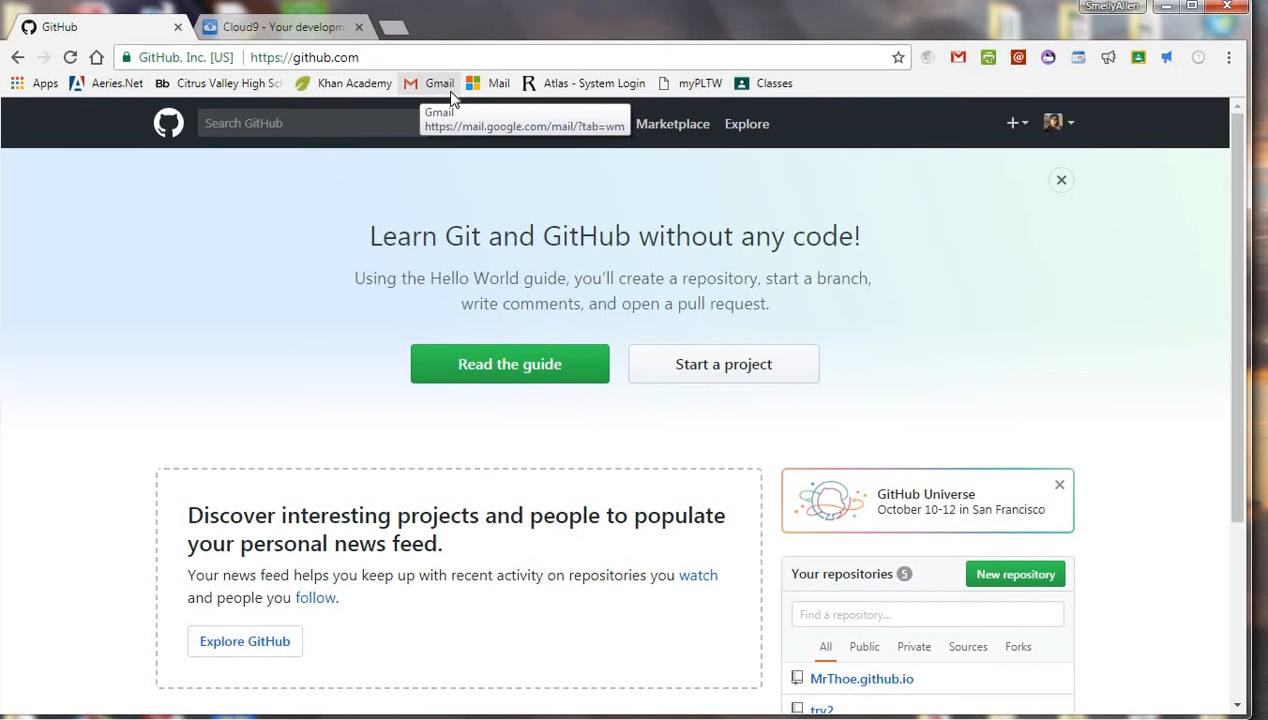 SmellyAllen
GitHub
Cloud9 - Your developm
GitHub, Inc. [US] https://github.com
Apps Aeries.Net Bb Citrus Valley High Sch Khan Academy Gmail Mail R Atlas - System Login myPLTW Classes
Gmail
https://mail.google.com/mail/?tab=wm
Search GitHub Marketplace Explore
Learn Git and GitHub without any code!
Using the Hello World guide, you’ll create a repository, start a branch,
write comments, and open a pull request.
Read the guide Start a project
Discover interesting projects and people to populate
your personal news feed.
Your news feed helps you keep up with recent activity on repositories you watch
and people you follow.
Explore GitHub
GitHub Universe
October 10-12 in San Francisco
Your repositories 5 New repository
Find a repository...
All Public Private Sources Forks
MrThoe.github.io
try2